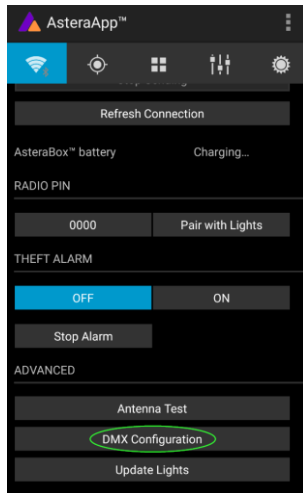 AsteraApp™
Refresh Connection
AsteraBox™ battery Charging...
RADIO PIN
0000 Pair with Lights
THEFT ALARM
OFF ON
Stop Alarm
ADVANCED
Antenna Test
DMX Configuration
Update Lights